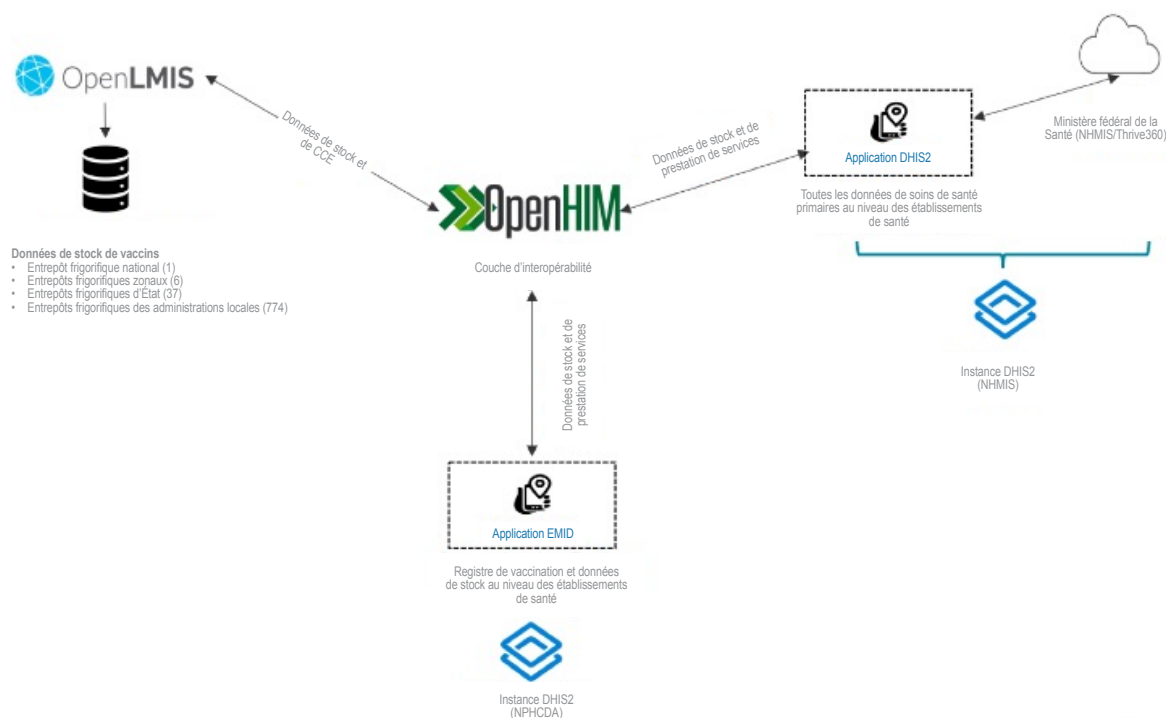 OpenLMIS
Données de stock et
de CCE
Données de stock de vaccins
• Entrepôt frigorifique national (1)
• Entrepôts frigorifiques zonaux (6)
• Entrepôts frigorifiques d'État (37)
• Entrepôts frigorifiques des administrations locales (774)
OpenHIM
Couche d'interopérabilité
Données de stock et de
prestation de services
Application DHIS2
Toutes les données de soins de santé
primaires au niveau des établissements
de santé
Ministère fédéral de la
Santé (NHMIS/Thrive360)
Instance DHIS2
(NHMIS)
Données de stock et de
prestation de services
Application EMID
Registre de vaccination et données
de stock au niveau des établissements
de santé
Instance DHIS2
(NPHCDA)